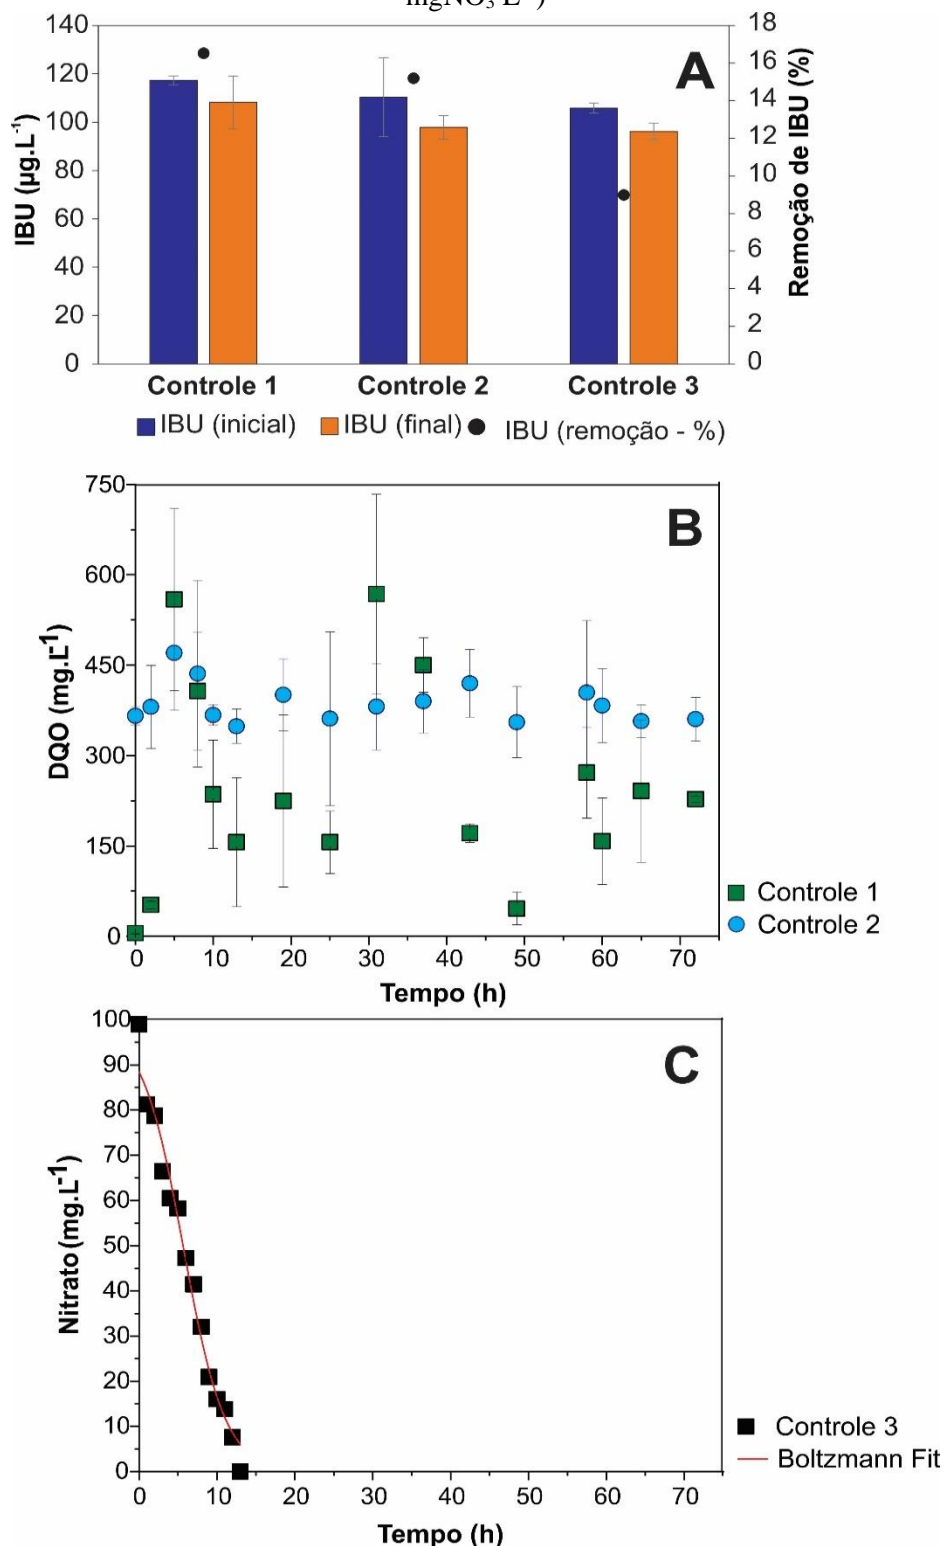 mgNO₃ L⁻¹)
140
120
100
80
60
40
20
0
IBU (µg.L⁻¹)
A
18
16
14
12
10
8
6
4
2
0
Remoção de IBU (%)
Controle 1 Controle 2 Controle 3
IBU (inicial) IBU (final) IBU (remoção - %)
750
600
450
300
150
0
DQO (mg.L⁻¹)
B
Controle 1
Controle 2
0 10 20 30 40 50 60 70
Tempo (h)
100
90
80
70
60
50
40
30
20
10
0
Nitrato (mg.L⁻¹)
C
Controle 3
Boltzmann Fit
0 10 20 30 40 50 60 70
Tempo (h)